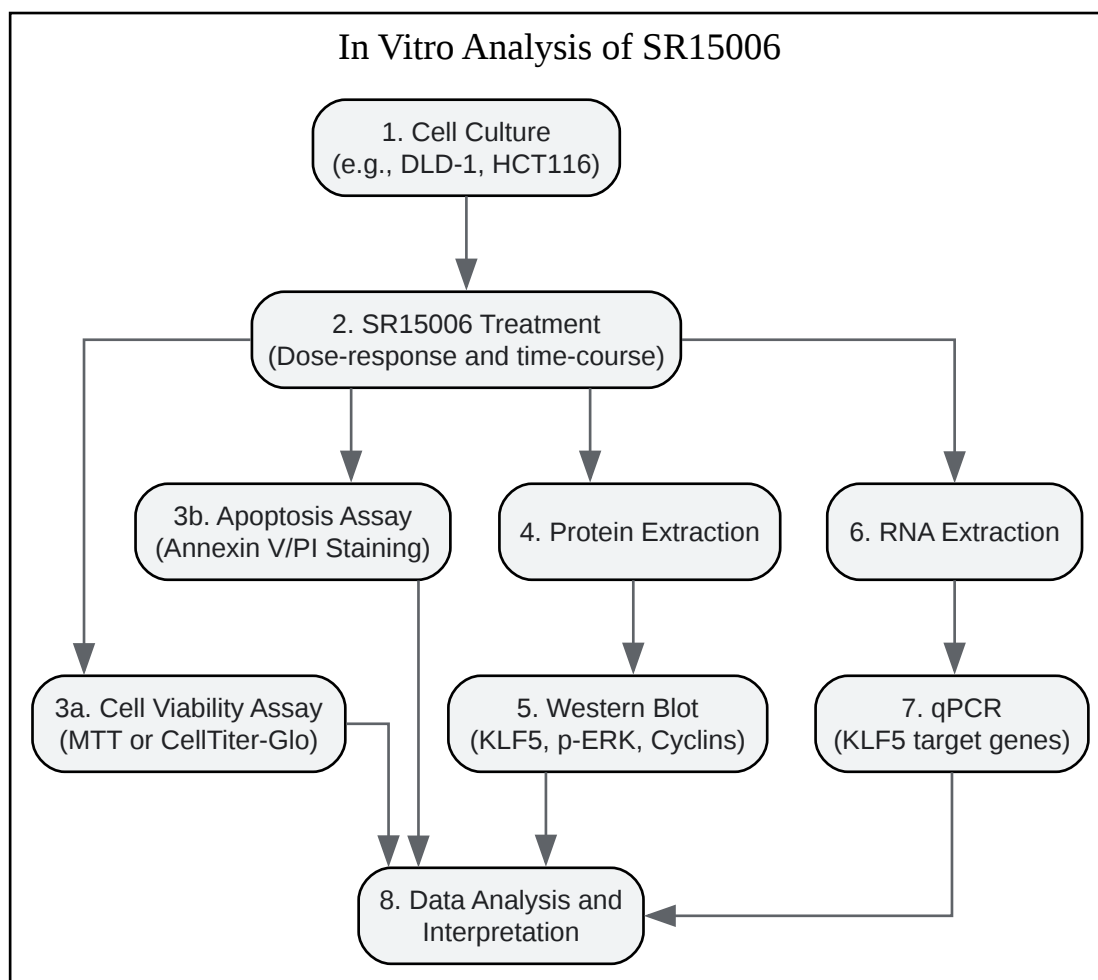 In Vitro Analysis of SR15006
1. Cell Culture
(e.g., DLD-1, HCT116)
2. SR15006 Treatment
(Dose-response and time-course)
3b. Apoptosis Assay
(Annexin V/PI Staining)
4. Protein Extraction
6. RNA Extraction
3a. Cell Viability Assay
(MTT or CellTiter-Glo)
5. Western Blot
(KLF5, p-ERK, Cyclins)
7. qPCR
(KLF5 target genes)
8. Data Analysis and
Interpretation